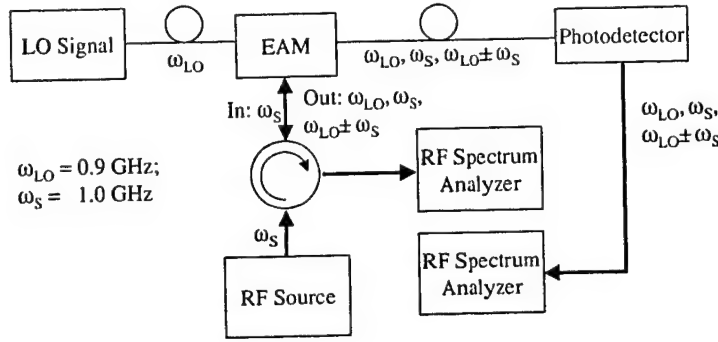 LO Signal
EAM
Photodetector
ω_LO
ω_LO, ω_S, ω_LO± ω_S
In: ω_S
Out: ω_LO, ω_S,
ω_LO± ω_S
ω_LO, ω_S,
ω_LO± ω_S
ω_LO = 0.9 GHz;
ω_S = 1.0 GHz
RF Spectrum
Analyzer
ω_S
RF Source
RF Spectrum
Analyzer